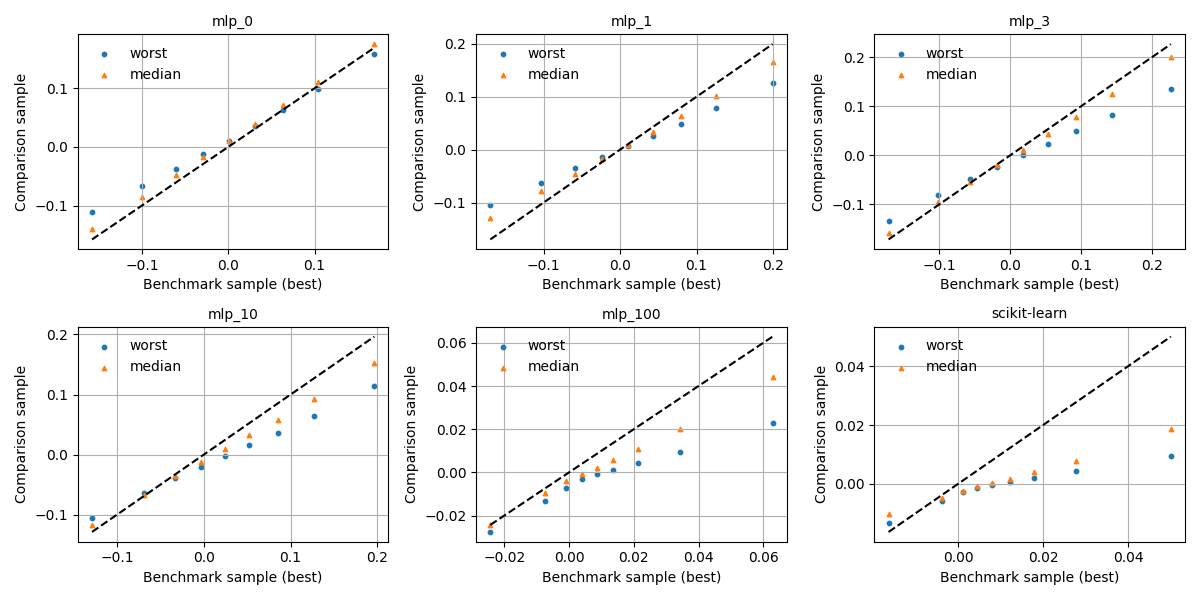 mlp_0
worst
median
Comparison sample
0.1
0.0
−0.1
−0.1 0.0 0.1
Benchmark sample (best)
mlp_1
worst
median
Comparison sample
0.2
0.1
0.0
−0.1
−0.1 0.0 0.1 0.2
Benchmark sample (best)
mlp_3
worst
median
Comparison sample
0.2
0.1
0.0
−0.1
−0.1 0.0 0.1 0.2
Benchmark sample (best)
mlp_10
worst
median
Comparison sample
0.2
0.1
0.0
−0.1
−0.1 0.0 0.1 0.2
Benchmark sample (best)
mlp_100
worst
median
Comparison sample
0.06
0.04
0.02
0.00
−0.02
−0.02 0.00 0.02 0.04 0.06
Benchmark sample (best)
scikit-learn
worst
median
Comparison sample
0.04
0.02
0.00
0.00 0.02 0.04
Benchmark sample (best)